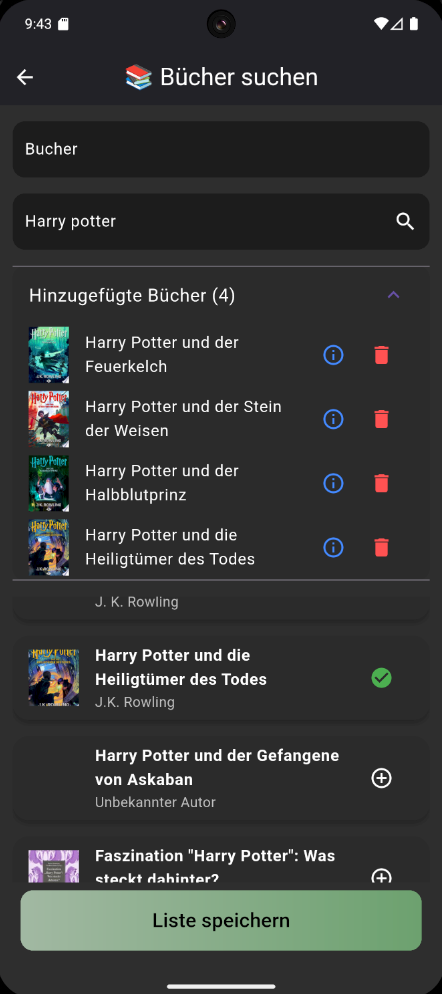 9:43
Bücher suchen
Bucher
Harry potter
Hinzugefügte Bücher (4)
Harry Potter und der
Feuerkelch
Harry Potter und der Stein
der Weisen
Harry Potter und der
Halbblutprinz
Harry Potter und die
Heiligtümer des Todes
J. K. Rowling
Harry Potter und die
Heiligtümer des Todes
J.K. Rowling
Harry Potter und der Gefangene
von Askaban
Unbekannter Autor
Faszination "Harry Potter": Was
steckt dahinter?
Liste speichern